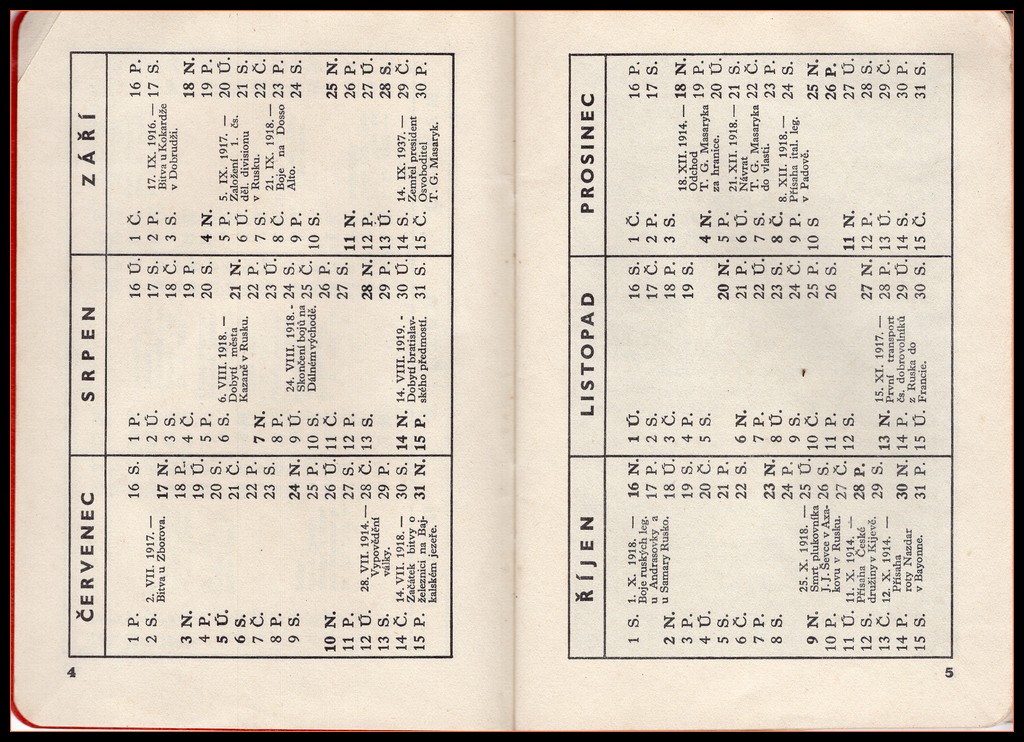 ČERVENEC
1 P.
2 S.
3 N.
4 P.
5 Ú.
6 S.
7 Č.
8 P.
9 S.
10 N.
11 P.
12 Ú.
13 S.
14 Č.
15 P.
2. VII. 1917. —
Bitva u Zborova.
28. VII. 1914. —
Vypovědění
války.
14. VII. 1918. —
Začátek bitvy o
železnici na Baj-
kalském jezeře.
16 S.
17 N.
18 P.
19 Ú.
20 S.
21 Č.
22 P.
23 S.
24 N.
25 P.
26 Ú.
27 S.
28 Č.
29 P.
30 S.
31 N.
SRPEN
1 P.
2 Ú.
3 S.
4 Č.
5 P.
6 S.
7 N.
8 P.
9 Ú.
10 S.
11 Č.
12 P.
13 S.
14 N.
15 P.
6. VIII. 1918. —
Dobytí města
Kazaně v Rusku.
24. VIII. 1918. -
Skončení bojů na
Dálném východě.
14. VIII. 1919. -
Dobytí bratislav-
ského předmostí.
16 Ú.
17 S.
18 Č.
19 P.
20 S.
21 N.
22 P.
23 Ú.
24 S.
25 Č.
26 P.
27 S.
28 N.
29 P.
30 Ú.
31 S.
ZÁŘÍ
1 Č.
2 P.
3 S.
4 N.
5 P.
6 Ú.
7 S.
8 Č.
9 P.
10 S.
11 N.
12 P.
13 Ú.
14 S.
15 Č.
17. IX. 1916. —
Bitva u Kokardže
v Dobrudži.
5. IX. 1917. —
Založení 1. čs.
děl. divisionu
v Rusku.
21. IX. 1918. —
Boje na Dosso
Alto.
14. IX. 1937. —
Zemřel president
Osvoboditel
T. G. Masaryk.
16 P.
17 S.
18 N.
19 P.
20 Ú.
21 S.
22 Č.
23 P.
24 S.
25 N.
26 P.
27 Ú.
28 S.
29 Č.
30 P.
4
ŘÍJEN
1 S.
2 N.
3 P.
4 Ú.
5 S.
6 Č.
7 P.
8 S.
9 N.
10 P.
11 Ú.
12 S.
13 Č.
14 P.
15 S.
1. X. 1918. —
Boje ruských leg.
u Andrasovky a
u Samary Rusko.
25. X. 1918. —
Smrt plukovníka
J. J. Švece v Axa-
kovu v Rusku.
11. X. 1914. —
Přísaha České
družiny v Kijevě.
12. X. 1914. —
Přísaha
roty Nazdar
v Bayonne.
16 N.
17 P.
18 Ú.
19 S.
20 Č.
21 P.
22 S.
23 N.
24 P.
25 Ú.
26 S.
27 Č.
28 P.
29 S.
30 N.
31 P.
LISTOPAD
1 Ú.
2 S.
3 Č.
4 P.
5 S.
6 N.
7 P.
8 Ú.
9 S.
10 Č.
11 P.
12 S.
13 N.
14 P.
15 Ú.
15. XI. 1917. —
První transport
čs. dobrovolníků
z Ruska do
Francie.
16 S.
17 Č.
18 P.
19 S.
20 N.
21 P.
22 Ú.
23 S.
24 Č.
25 P.
26 S.
27 N.
28 P.
29 Ú.
30 S.
PROSINEC
1 Č.
2 P.
3 S.
4 N.
5 P.
6 Ú.
7 S.
8 Č.
9 P.
10 S
11 N.
12 P.
13 Ú.
14 S.
15 Č.
18. XII. 1914. —
Odchod
T. G. Masaryka
za hranice.
21. XII. 1918. —
Návrat
T. G. Masaryka
do vlasti.
8. XII. 1918. —
Přísaha ital. leg.
v Padově.
16 P.
17 S.
18 N.
19 P.
20 Ú.
21 S.
22 Č.
23 P.
24 S.
25 N.
26 P.
27 Ú.
28 S.
29 Č.
30 P.
31 S.
5